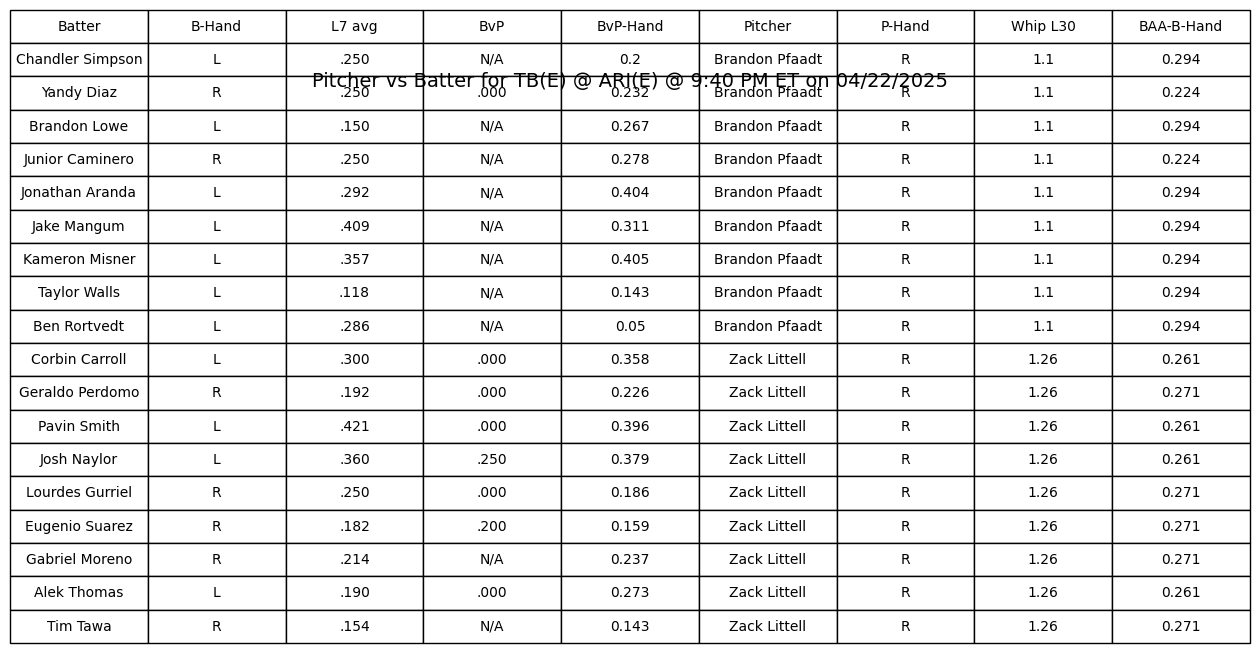 Batter B-Hand L7 avg BvP BvP-Hand Pitcher P-Hand Whip L30 BAA-B-Hand
Chandler Simpson L .250 N/A 0.2 Brandon Pfaadt R 1.1 0.294
Pitcher vs Batter for TB(E) @ ARI(E) @ 9:40 PM ET on 04/22/2025
Yandy Diaz R .250 .000 0.232 Brandon Pfaadt R 1.1 0.224
Brandon Lowe L .150 N/A 0.267 Brandon Pfaadt R 1.1 0.294
Junior Caminero R .250 N/A 0.278 Brandon Pfaadt R 1.1 0.224
Jonathan Aranda L .292 N/A 0.404 Brandon Pfaadt R 1.1 0.294
Jake Mangum L .409 N/A 0.311 Brandon Pfaadt R 1.1 0.294
Kameron Misner L .357 N/A 0.405 Brandon Pfaadt R 1.1 0.294
Taylor Walls L .118 N/A 0.143 Brandon Pfaadt R 1.1 0.294
Ben Rortvedt L .286 N/A 0.05 Brandon Pfaadt R 1.1 0.294
Corbin Carroll L .300 .000 0.358 Zack Littell R 1.26 0.261
Geraldo Perdomo R .192 .000 0.226 Zack Littell R 1.26 0.271
Pavin Smith L .421 .000 0.396 Zack Littell R 1.26 0.261
Josh Naylor L .360 .250 0.379 Zack Littell R 1.26 0.261
Lourdes Gurriel R .250 .000 0.186 Zack Littell R 1.26 0.271
Eugenio Suarez R .182 .200 0.159 Zack Littell R 1.26 0.271
Gabriel Moreno R .214 N/A 0.237 Zack Littell R 1.26 0.271
Alek Thomas L .190 .000 0.273 Zack Littell R 1.26 0.261
Tim Tawa R .154 N/A 0.143 Zack Littell R 1.26 0.271